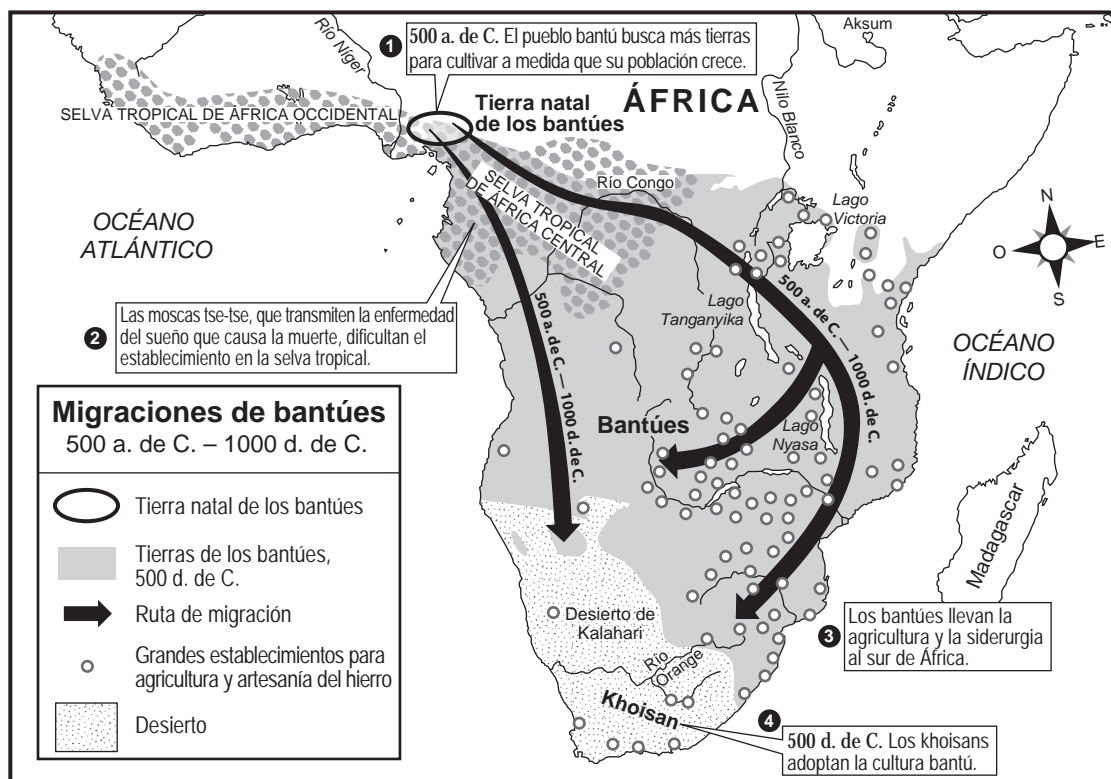 1
500 a. de C. El pueblo bantú busca más tierras
para cultivar a medida que su población crece.
Aksum
Río Níger
ÁFRICA
Tierra natal
de los bantúes
Nilo Blanco
SELVA TROPICAL DE ÁFRICA OCCIDENTAL
SELVA TROPICAL
DE ÁFRICA CENTRAL
Río Congo
Lago
Victoria
OCÉANO
ATLÁNTICO
N
O
E
S
2
Las moscas tse-tse, que transmiten la enfermedad
del sueño que causa la muerte, dificultan el
establecimiento en la selva tropical.
500 a. de C. — 1000 d. de C.
Lago
Tanganyika
500 a. de C. — 1000 d. de C.
OCÉANO
ÍNDICO
Bantúes
Lago
Nyasa
Madagascar
Migraciones de bantúes
500 a. de C. – 1000 d. de C.
Tierra natal de los bantúes
Tierras de los bantúes,
500 d. de C.
Ruta de migración
Grandes establecimientos para
agricultura y artesanía del hierro
Desierto
Desierto de
Kalahari
Río
Orange
3
Los bantúes llevan la
agricultura y la siderurgia
al sur de África.
Khoisan
4
500 d. de C. Los khoisans
adoptan la cultura bantú.